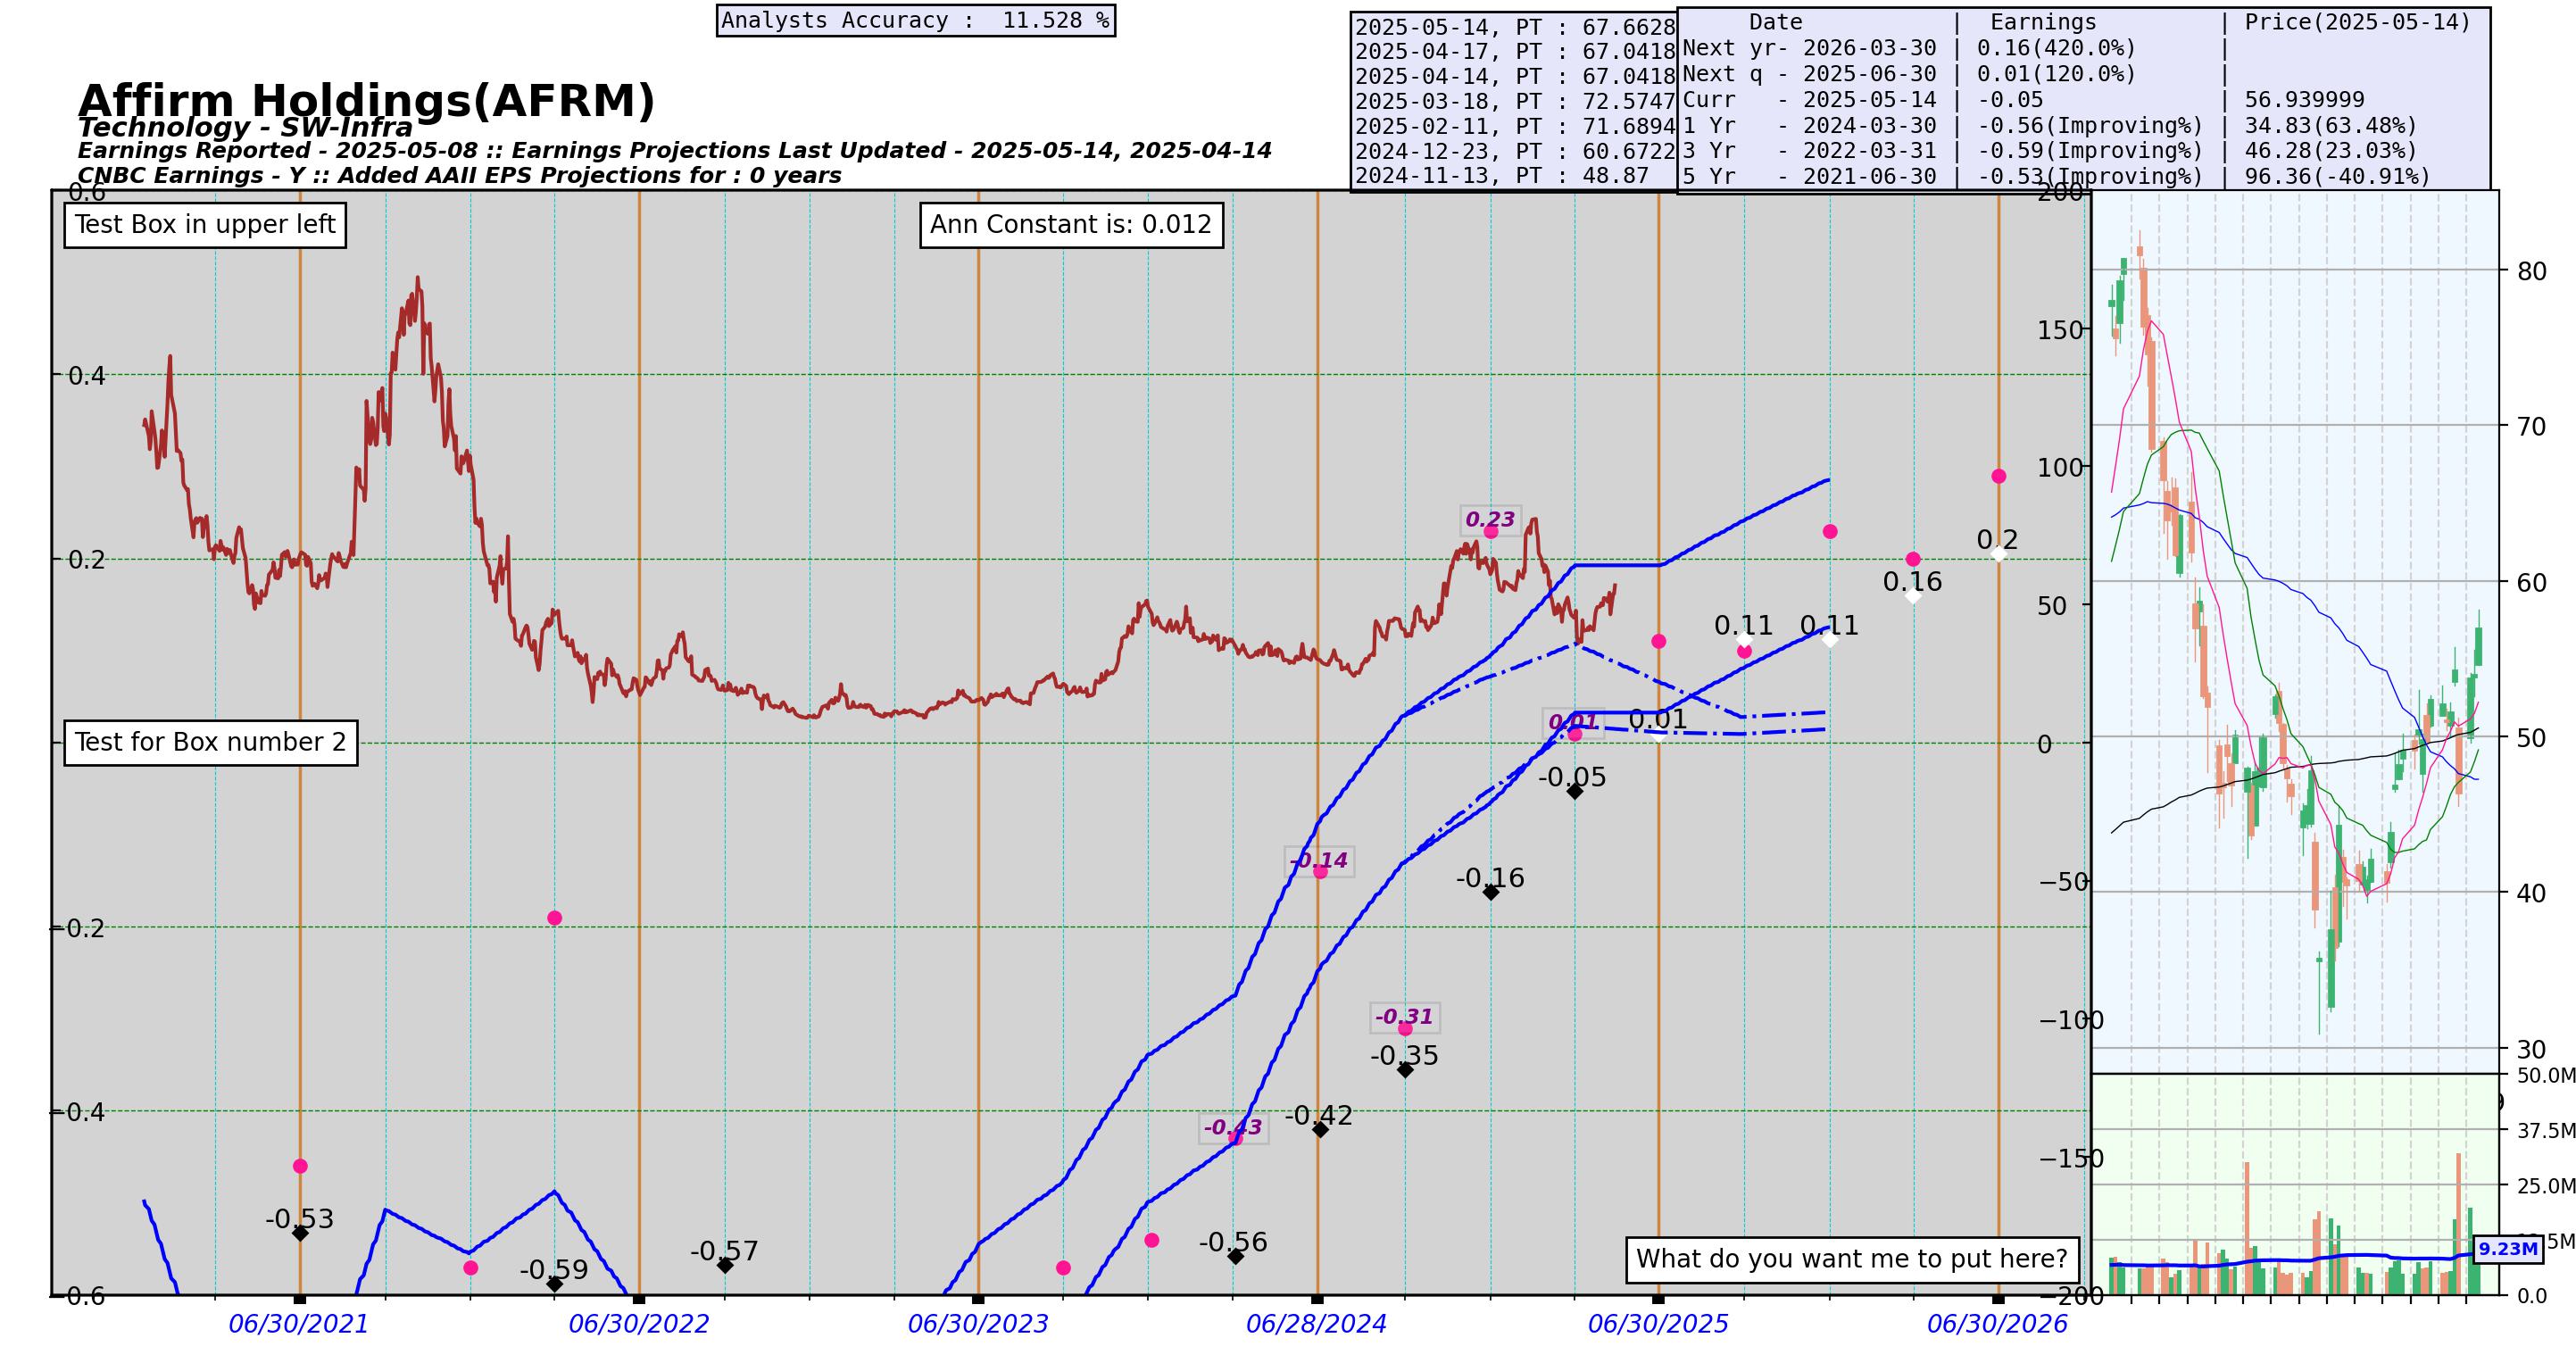 Analysts Accuracy :  11.528 %
2025-05-14, PT : 67.6628
2025-04-17, PT : 67.0418
2025-04-14, PT : 67.0418
2025-03-18, PT : 72.5747
2025-02-11, PT : 71.6894
2024-12-23, PT : 60.6722
2024-11-13, PT : 48.87
Date | Earnings | Price(2025-05-14)
Next yr- 2026-03-30 | 0.16(420.0%) |
Next q - 2025-06-30 | 0.01(120.0%) |
Curr - 2025-05-14 | -0.05 | 56.939999
1 Yr - 2024-03-30 | -0.56(Improving%) | 34.83(63.48%)
3 Yr - 2022-03-31 | -0.59(Improving%) | 46.28(23.03%)
5 Yr - 2021-06-30 | -0.53(Improving%) | 96.36(-40.91%)
Affirm Holdings(AFRM)
Technology - SW-Infra
Earnings Reported - 2025-05-08 :: Earnings Projections Last Updated - 2025-05-14, 2025-04-14
CNBC Earnings - Y :: Added AAII EPS Projections for : 0 years
0.6
0.4
0.2
−0.2
−0.4
−0.6
Test Box in upper left
Ann Constant is: 0.012
Test for Box number 2
What do you want me to put here?
-0.53
-0.59
-0.57
-0.56
-0.43
-0.42
-0.14
-0.35
-0.31
-0.16
0.23
-0.05
0.01
0.01
0.11
0.11
0.16
0.2
200
150
100
50
0
−50
−100
−150
−200
80
70
60
50
40
30
50.0M
37.5M
25.0M
0.0
9.23M
06/30/2021
06/30/2022
06/30/2023
06/28/2024
06/30/2025
06/30/2026